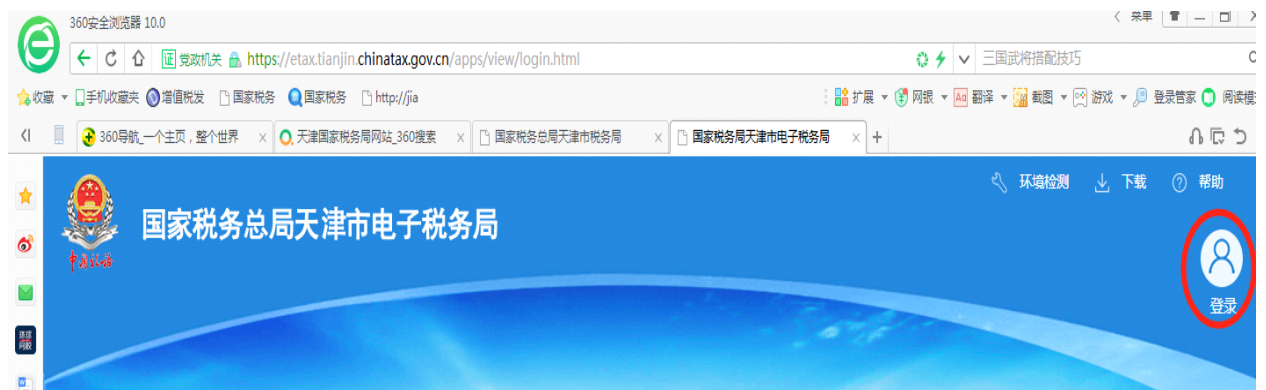 360安全浏览器 10.0
菜单
证 党政机关 https://etax.tianjin.chinatax.gov.cn/apps/view/login.html
三国武将搭配技巧
收藏 手机收藏夹 增值税发 国家税务 国家税务 http://jia
扩展 网银 Aa 翻译 截图 游戏 登录管家 阅读模
360导航_一个主页，整个世界 天津国家税务局网站_360搜索 国家税务总局天津市税务局 国家税务局天津市电子税务局
环境检测 下载 帮助
国家税务总局天津市电子税务局
中国税务
登录